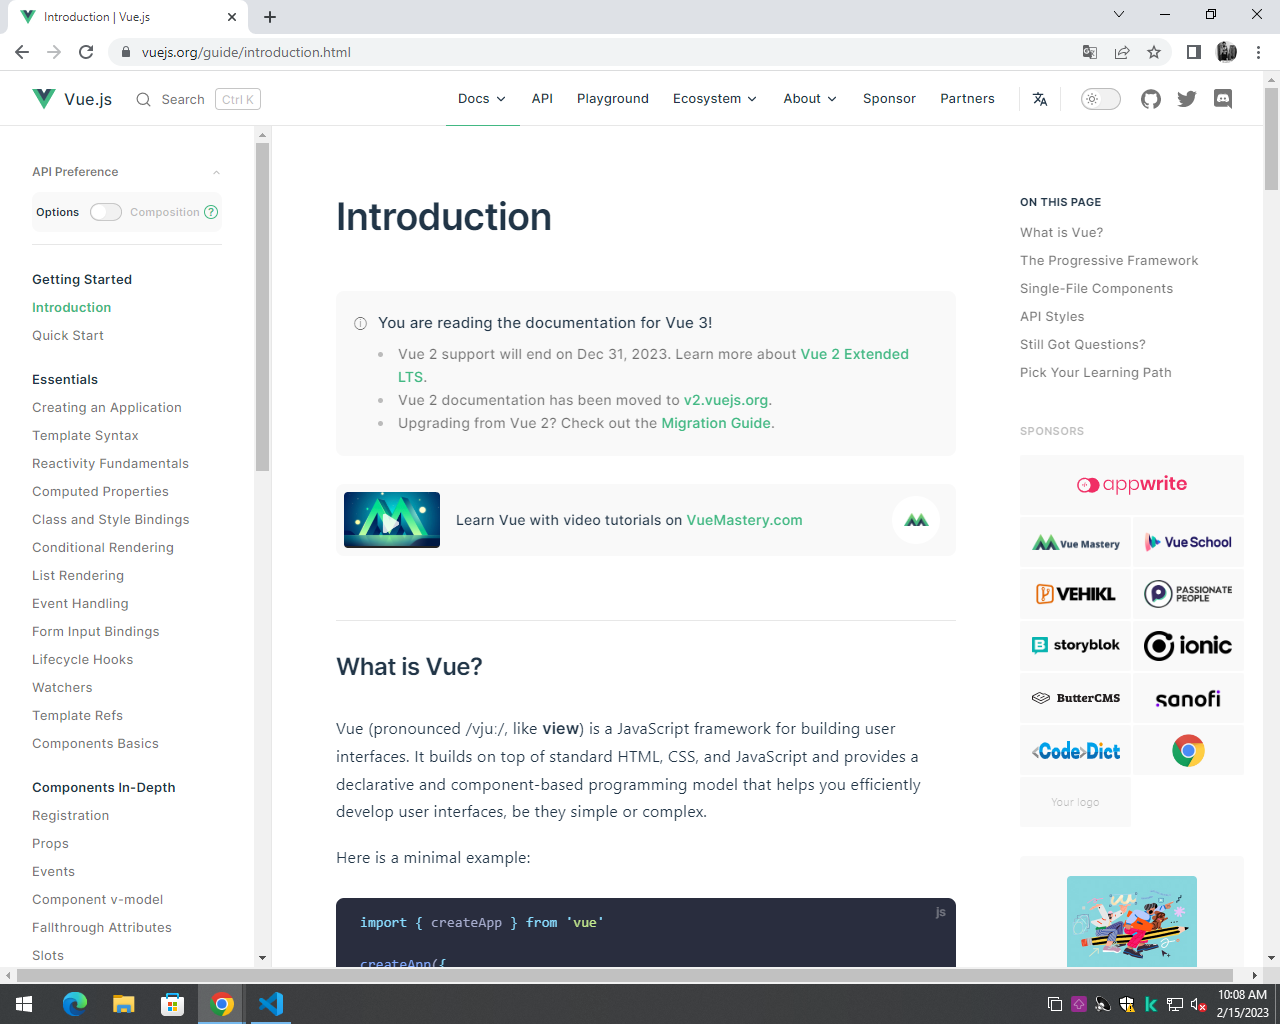 Introduction | Vue.js
vuejs.org/guide/introduction.html
Vue.js
Search
Ctrl K
Docs
API
Playground
Ecosystem
About
Sponsor
Partners
API Preference
Options
Composition
?
Getting Started
Introduction
Quick Start
Essentials
Creating an Application
Template Syntax
Reactivity Fundamentals
Computed Properties
Class and Style Bindings
Conditional Rendering
List Rendering
Event Handling
Form Input Bindings
Lifecycle Hooks
Watchers
Template Refs
Components Basics
Components In-Depth
Registration
Props
Events
Component v-model
Fallthrough Attributes
Slots
Introduction
You are reading the documentation for Vue 3!
Vue 2 support will end on Dec 31, 2023. Learn more about Vue 2 Extended
LTS.
Vue 2 documentation has been moved to v2.vuejs.org.
Upgrading from Vue 2? Check out the Migration Guide.
Learn Vue with video tutorials on VueMastery.com
What is Vue?
Vue (pronounced /vjuː/, like view) is a JavaScript framework for building user
interfaces. It builds on top of standard HTML, CSS, and JavaScript and provides a
declarative and component-based programming model that helps you efficiently
develop user interfaces, be they simple or complex.
Here is a minimal example:
js
import { createApp } from 'vue'
createApp({
ON THIS PAGE
What is Vue?
The Progressive Framework
Single-File Components
API Styles
Still Got Questions?
Pick Your Learning Path
SPONSORS
appwrite
Vue Mastery
Vue School
VEHIKL
PASSIONATE
PEOPLE
storyblok
ionic
ButterCMS
sanofi
<Code>Dict
Your logo
10:08 AM
2/15/2023